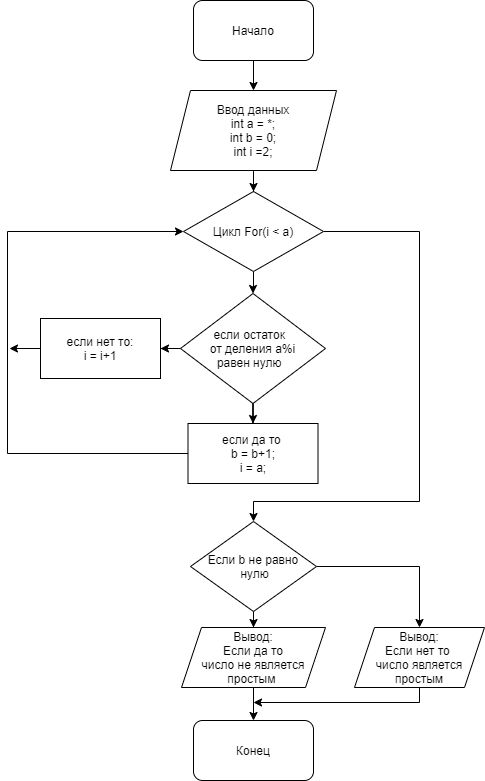 Начало
Ввод данных
int a = *;
int b = 0;
int i =2;
Цикл For(i < a)
если остаток
от деления a%i
равен нулю
если нет то:
i = i+1
если да то
b = b+1;
i = a;
Если b не равно
нулю
Вывод:
Если да то
число не является
простым
Вывод:
Если нет то
число является
простым
Конец